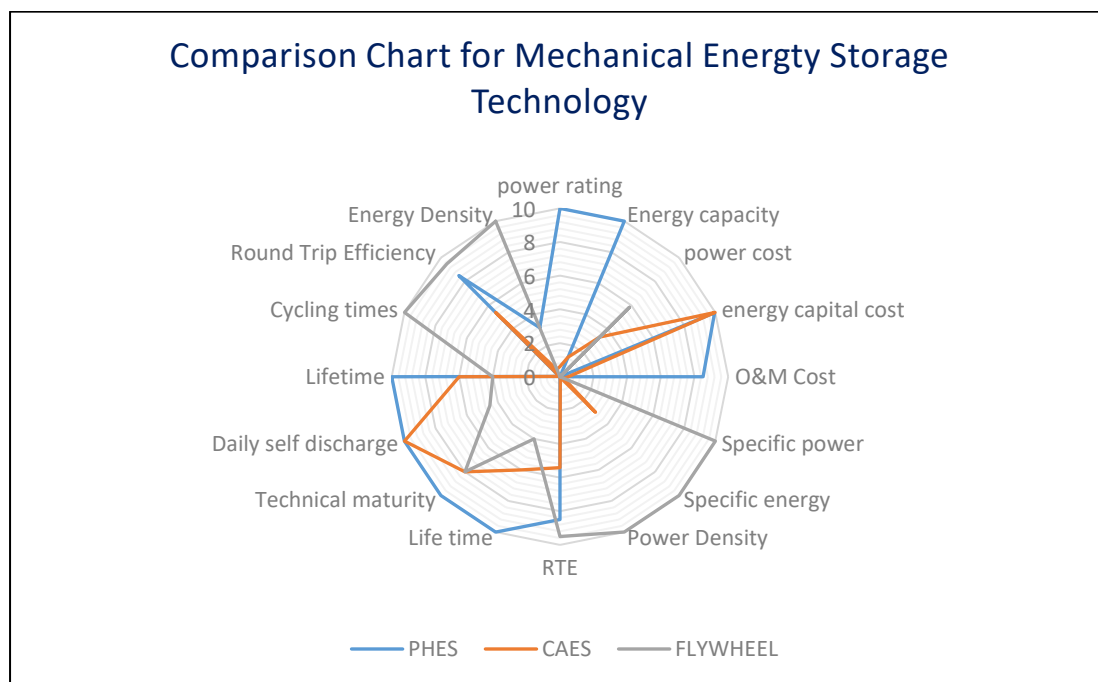 Comparison Chart for Mechanical Energty Storage
Technology
power rating
Energy capacity
power cost
energy capital cost
O&M Cost
Specific power
Specific energy
Power Density
RTE
Life time
Technical maturity
Daily self discharge
Lifetime
Cycling times
Round Trip Efficiency
Energy Density
10
8
6
4
2
0
PHES
CAES
FLYWHEEL